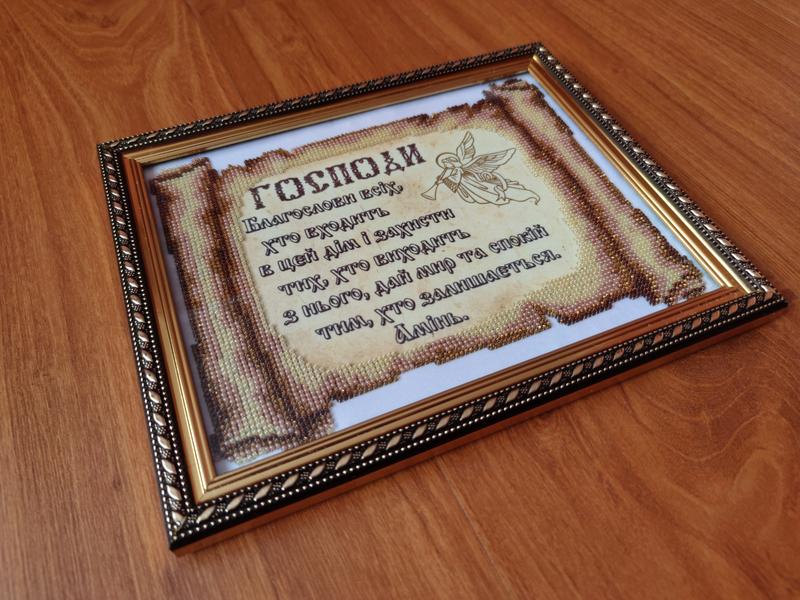 ГОСПОДИ
Благослови всіх,
хто входить
в цей дім і захисти
тих, хто виходить
з нього, дай мир та спокій
тим, хто залишається.
Амінь.